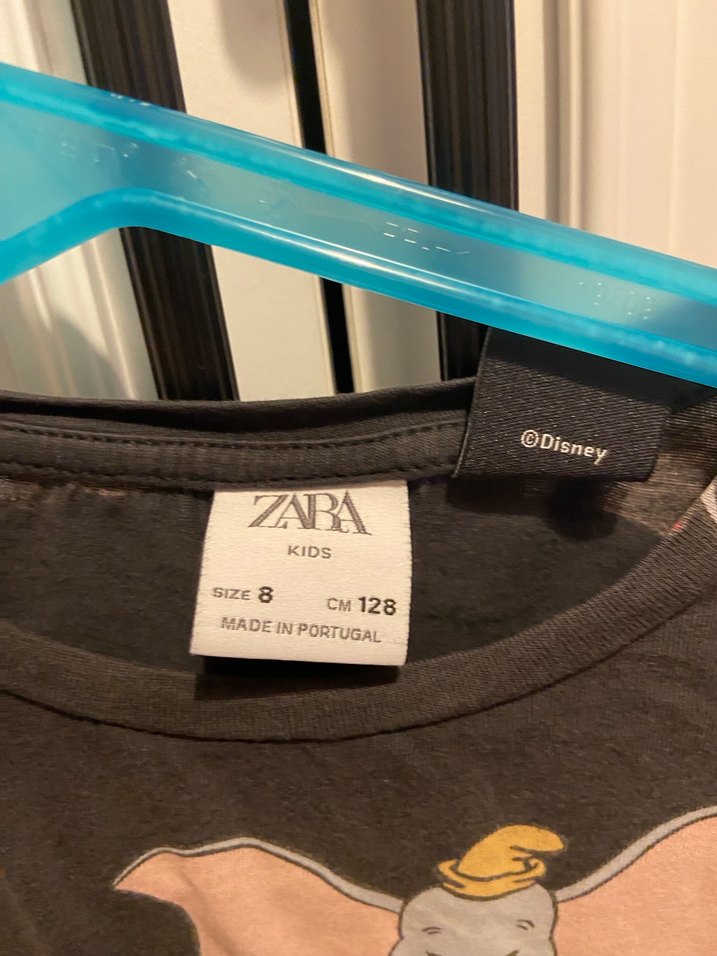 ©Disney
ZARA
KIDS
SIZE 8 CM 128
MADE IN PORTUGAL